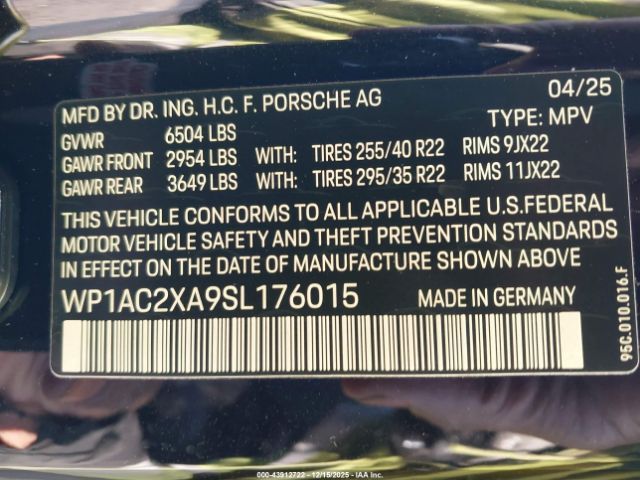 MFD BY DR. ING. H.C. F. PORSCHE AG 04/25
GVWR 6504 LBS TYPE: MPV
GAWR FRONT 2954 LBS WITH: TIRES 255/40 R22 RIMS 9JX22
GAWR REAR 3649 LBS WITH: TIRES 295/35 R22 RIMS 11JX22
THIS VEHICLE CONFORMS TO ALL APPLICABLE U.S.FEDERAL
MOTOR VEHICLE SAFETY AND THEFT PREVENTION STANDARDS
IN EFFECT ON THE DATE OF MANUFACTURE SHOWN ABOVE
WP1AC2XA9SL176015 MADE IN GERMANY
95C.010.016.F
000-43912722 - 12/15/2025 - IAA Inc.